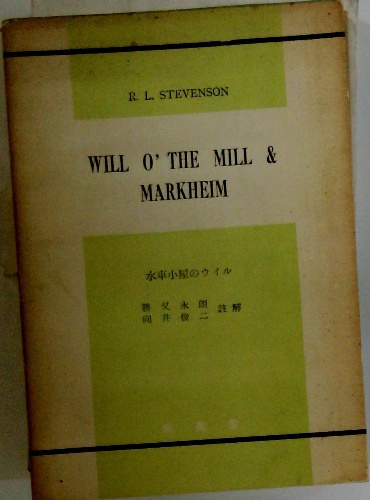 R. L. STEVENSON
WILL O' THE MILL &
MARKHEIM
水車小屋のウィル
勝又永朗
向井俊二 註解